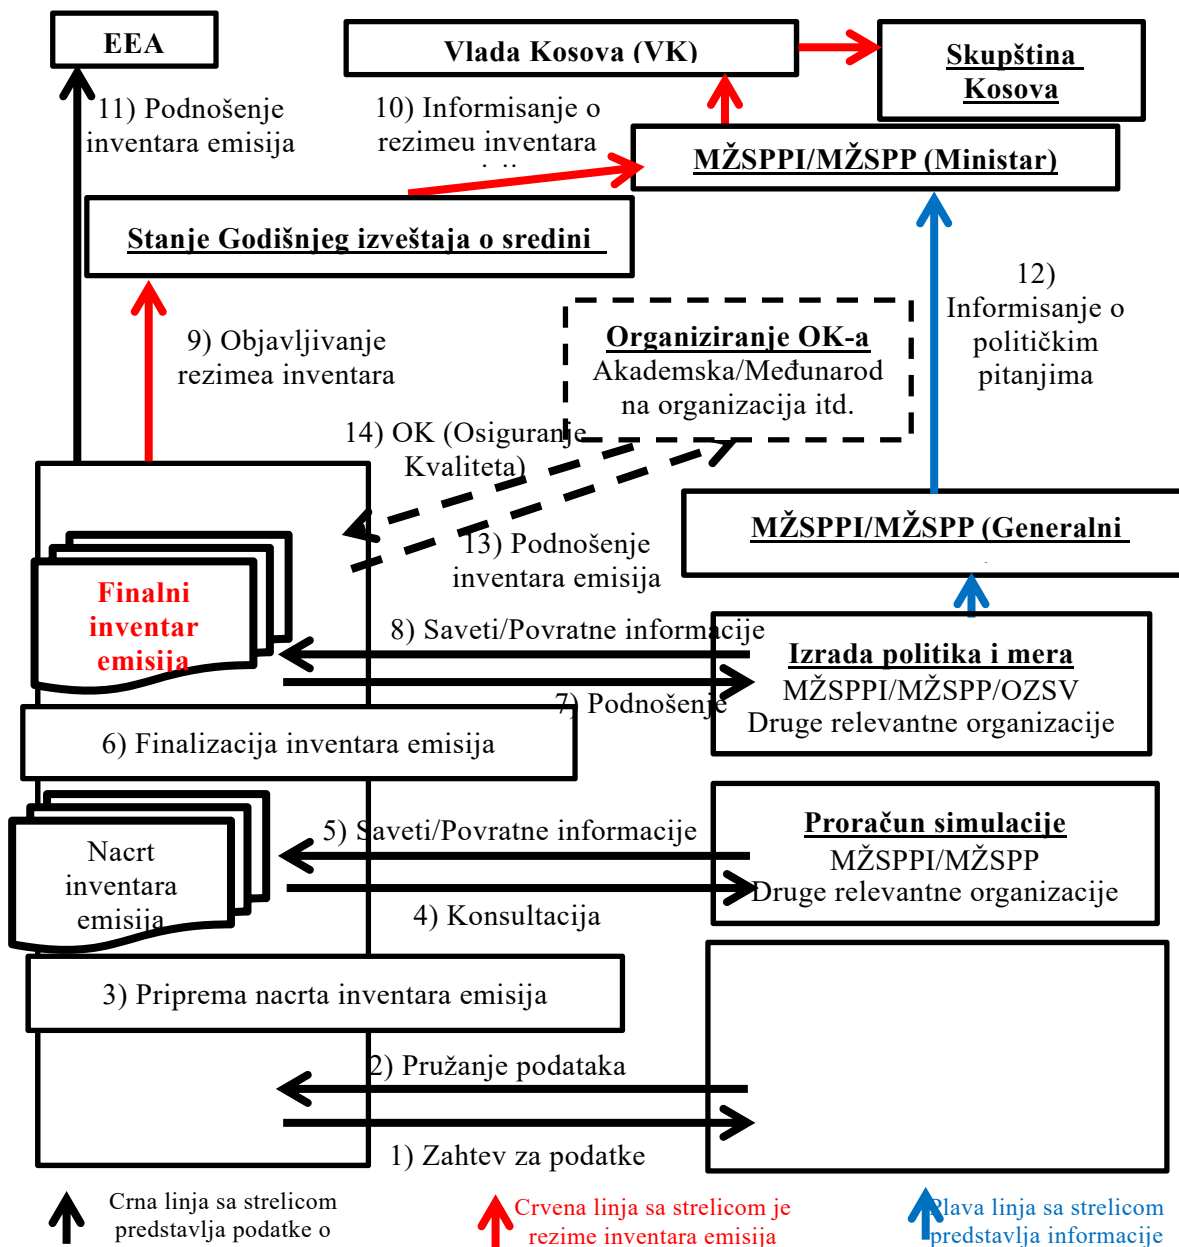 EEA
Vlada Kosova (VK)
Skupština
Kosova
11) Podnošenje
inventara emisija
10) Informisanje o
rezimeu inventara
MŽSPPI/MŽSPP (Ministar)
Stanje Godišnjeg izveštaja o sredini
12)
Informisanje o
političkim
pitanjima
9) Objavljivanje
rezimea inventara
Organiziranje OK-a
Akademska/Međunarod
na organizacija itd.
14) OK (Osiguranje
Kvaliteta)
MŽSPPI/MŽSPP (Generalni
13) Podnošenje
inventara emisija
Finalni
inventar
emisija
8) Saveti/Povratne informacije
7) Podnošenje
Izrada politika i mera
MŽSPPI/MŽSPP/OZSV
Druge relevantne organizacije
6) Finalizacija inventara emisija
Nacrt
inventara
emisija
5) Saveti/Povratne informacije
4) Konsultacija
Proračun simulacije
MŽSPPI/MŽSPP
Druge relevantne organizacije
3) Priprema nacrta inventara emisija
2) Pružanje podataka
1) Zahtev za podatke
Crna linija sa strelicom
predstavlja podatke o
Crvena linija sa strelicom je
rezime inventara emisija
Plava linija sa strelicom
predstavlja informacije